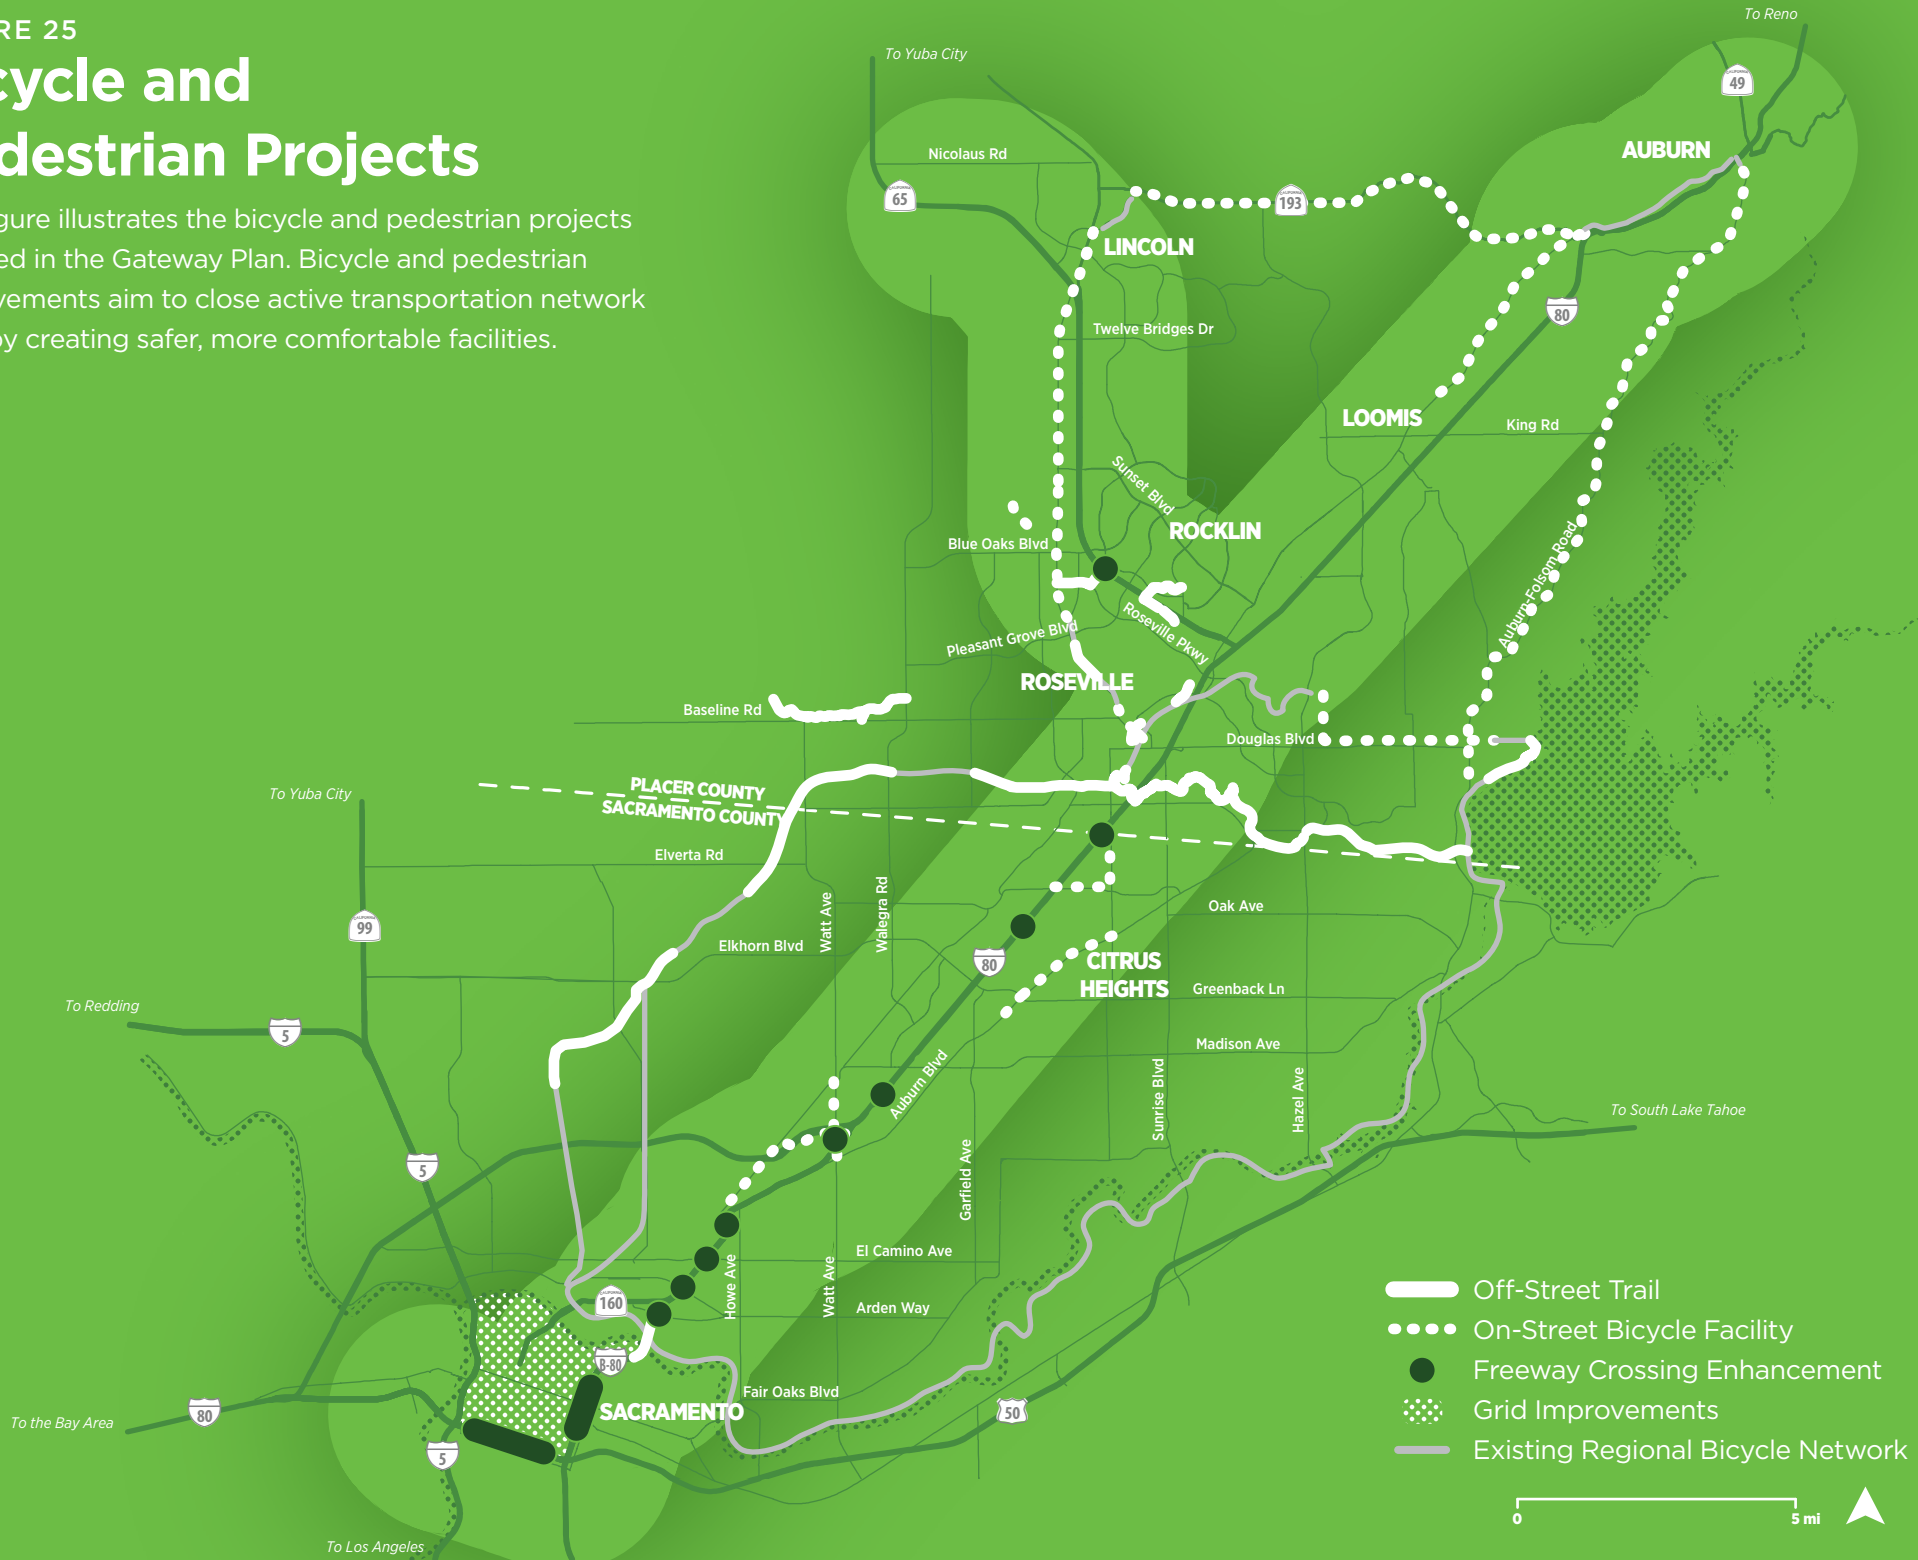 RE 25
cycle and
destrian Projects
gure illustrates the bicycle and pedestrian projects
ed in the Gateway Plan. Bicycle and pedestrian
vements aim to close active transportation network
by creating safer, more comfortable facilities.
To Reno
To Yuba City
CALIFORNIA
49
AUBURN
Nicolaus Rd
CALIFORNIA
65
CALIFORNIA
193
LINCOLN
80
Twelve Bridges Dr
LOOMIS
King Rd
Sunset Blvd
ROCKLIN
Blue Oaks Blvd
Auburn-Folsom Road
Roseville Pkwy
Pleasant Grove Blvd
ROSEVILLE
Baseline Rd
Douglas Blvd
To Yuba City
PLACER COUNTY
SACRAMENTO COUNTY
Elverta Rd
Watt Ave
Walegra Rd
Oak Ave
CALIFORNIA
99
Elkhorn Blvd
80
CITRUS
HEIGHTS
Greenback Ln
To Redding
5
Madison Ave
Auburn Blvd
Sunrise Blvd
Hazel Ave
To South Lake Tahoe
5
Garfield Ave
El Camino Ave
Howe Ave
Watt Ave
CALIFORNIA
160
Arden Way
B-80
Fair Oaks Blvd
SACRAMENTO
80
To the Bay Area
50
5
To Los Angeles
Off-Street Trail
On-Street Bicycle Facility
Freeway Crossing Enhancement
Grid Improvements
Existing Regional Bicycle Network
0
5 mi